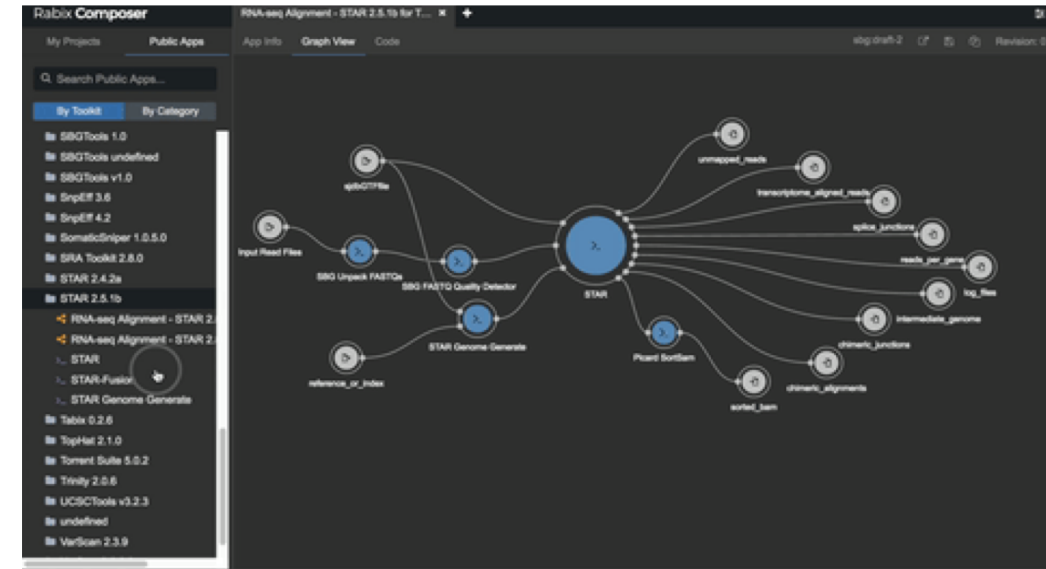 Rabix Composer
RNA-seq Alignment - STAR 2.5.1b for T...
My Projects
Public Apps
App Info
Graph View
Code
sbg:draft-2
Revision: 0
Search Public Apps...
By Toolkit
By Category
SBGTools 1.0
SBGTools undefined
SBGTools v1.0
SnpEff 3.6
SnpEff 4.2
SomaticSniper 1.0.5.0
SRA Toolkit 2.8.0
STAR 2.4.2a
STAR 2.5.1b
RNA-seq Alignment - STAR 2.
RNA-seq Alignment - STAR 2.
STAR
STAR-Fusion
STAR Genome Generate
Tabix 0.2.6
TopHat 2.1.0
Torrent Suite 5.0.2
Trinity 2.0.6
UCSCTools v3.2.3
undefined
VarScan 2.3.9
sjdbGTFfile
Input Read Files
SBG Unpack FASTQs
SBG FASTQ Quality Detector
STAR Genome Generate
reference_or_index
STAR
Picard SortSam
sorted_bam
unmapped_reads
transcriptome_aligned_reads
splice_junctions
reads_per_gene
log_files
intermediate_genome
chimeric_junctions
chimeric_alignments